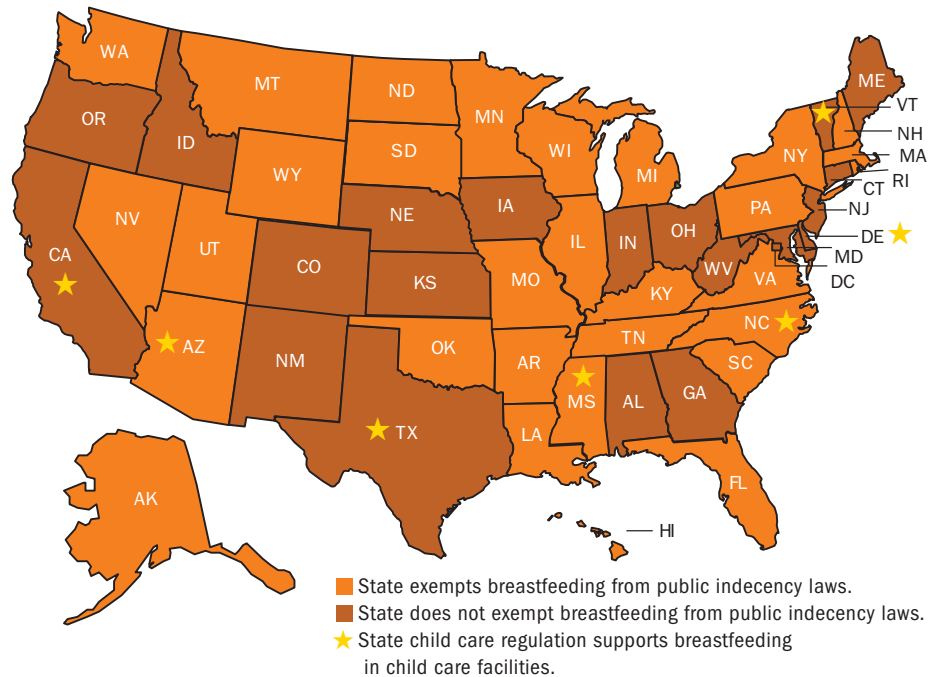 WA
MT
ND
MN
ME
VT
NH
MA
RI
CT
NJ
DE
MD
DC
OR
ID
WY
SD
WI
MI
NY
PA
NV
UT
CO
NE
IA
IL
IN
OH
WV
VA
CA
KS
MO
KY
NC
TN
SC
AZ
NM
OK
AR
MS
AL
GA
TX
LA
FL
AK
HI
State exempts breastfeeding from public indecency laws.
State does not exempt breastfeeding from public indecency laws.
State child care regulation supports breastfeeding
in child care facilities.